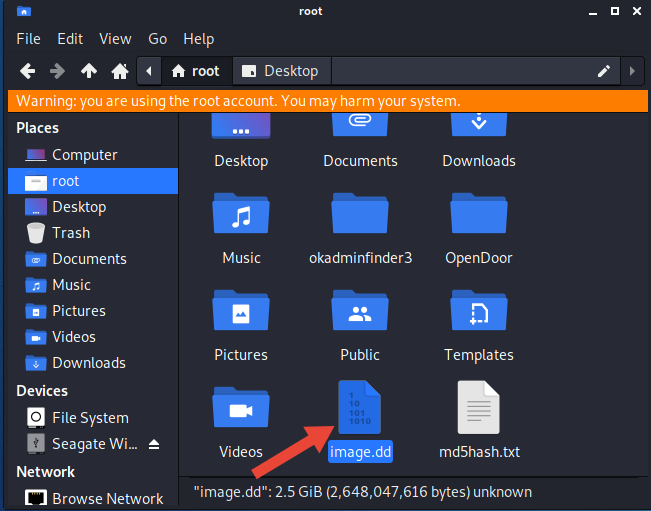 root
File Edit View Go Help
root Desktop
Warning: you are using the root account. You may harm your system.
Places
Computer
root
Desktop
Trash
Documents
Music
Pictures
Videos
Downloads
Devices
File System
Seagate Wi...
Network
Browse Network
Desktop Documents Downloads
Music okadminfinder3 OpenDoor
Pictures Public Templates
1
10
101
1010
Videos image.dd md5hash.txt
"image.dd": 2.5 GiB (2,648,047,616 bytes) unknown